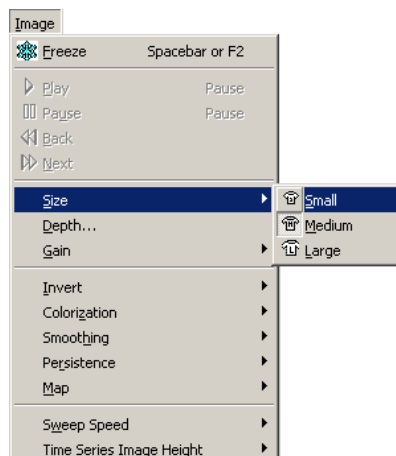 Image
Freeze Spacebar or F2
Play Pause
Pause Pause
Back
Next
Size
Small
Depth...
Medium
Gain
Large
Invert
Colorization
Smoothing
Persistence
Map
Sweep Speed
Time Series Image Height